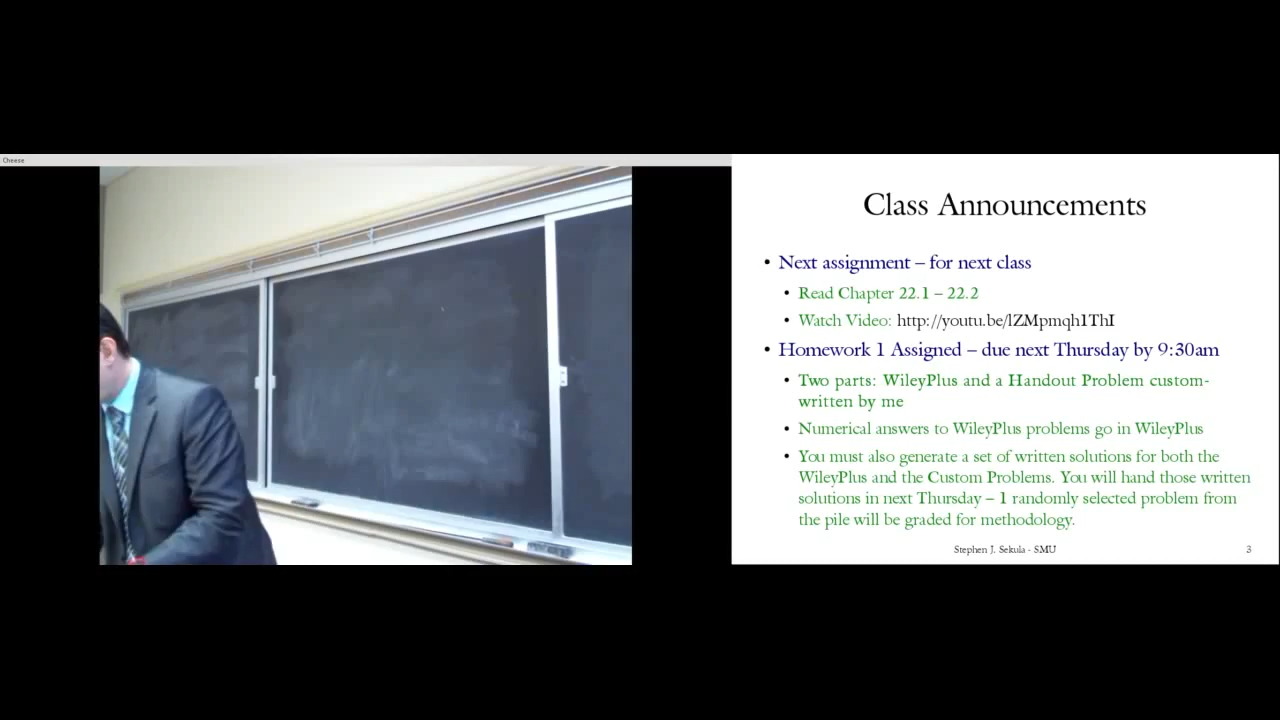 Cheese
Class Announcements
• Next assignment – for next class
• Read Chapter 22.1 – 22.2
• Watch Video: http://youtu.be/lZMpmqh1ThI
• Homework 1 Assigned – due next Thursday by 9:30am
• Two parts: WileyPlus and a Handout Problem custom-
written by me
• Numerical answers to WileyPlus problems go in WileyPlus
• You must also generate a set of written solutions for both the
WileyPlus and the Custom Problems. You will hand those written
solutions in next Thursday – 1 randomly selected problem from
the pile will be graded for methodology.
Stephen J. Sekula - SMU
3